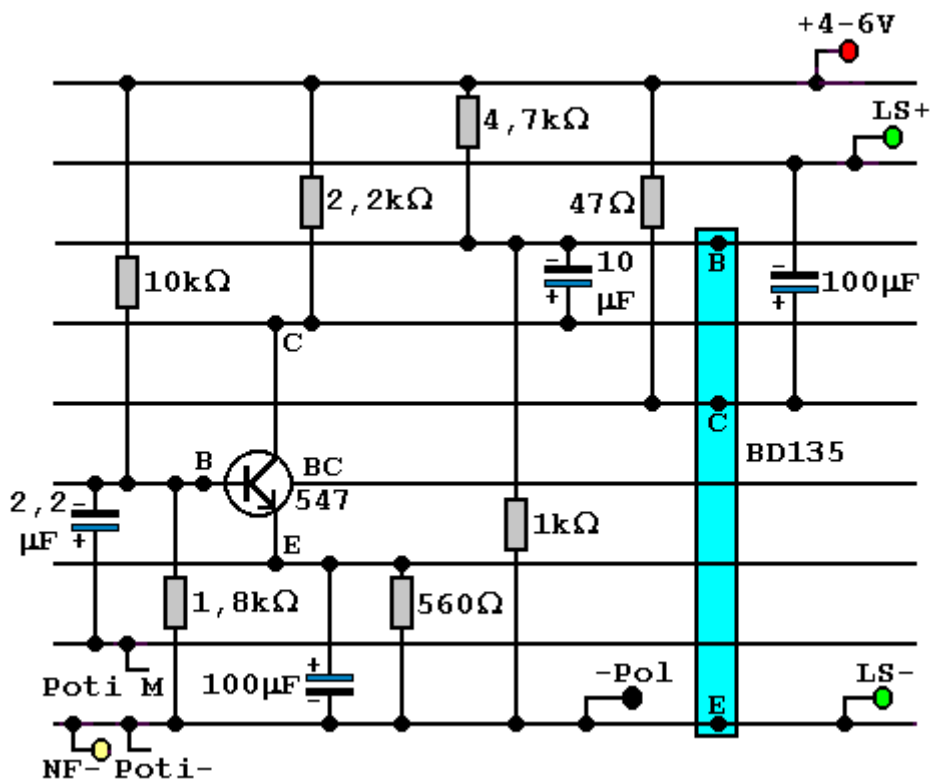 +4-6V
LS+
4,7kΩ
2,2kΩ
47Ω
B
10kΩ
-
10
+
µF
-
100µF
+
C
C
BD135
B
BC
547
2,2-
µF+
1kΩ
E
1,8kΩ
560Ω
Poti M
+
100µF
-
-Pol
LS-
E
NF-
Poti-